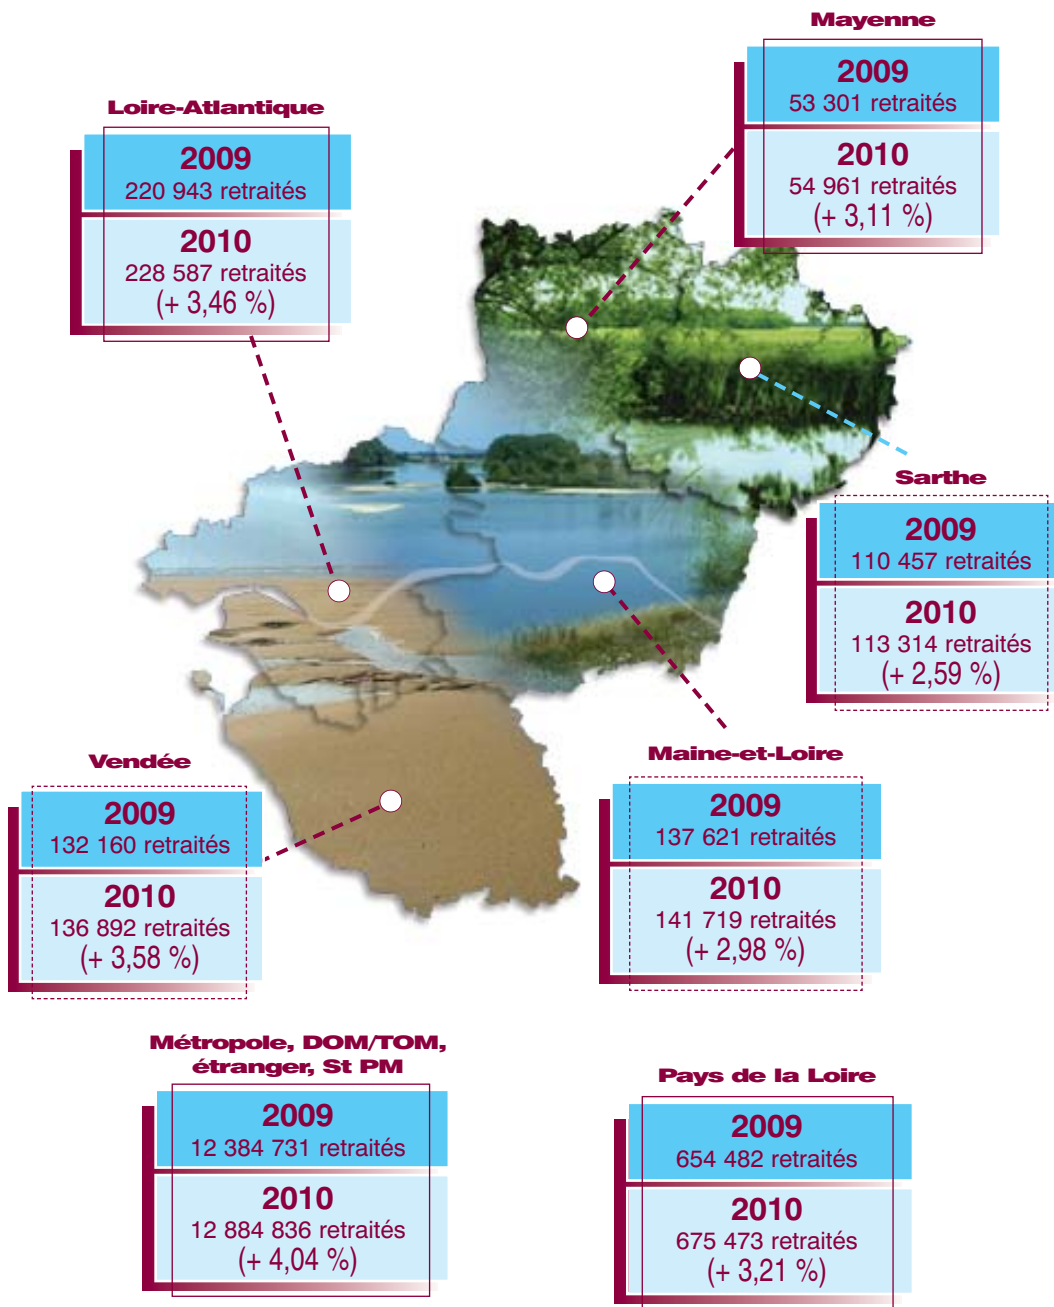 Mayenne
2009
53 301 retraités
2010
54 961 retraités
(+ 3,11 %)
Loire-Atlantique
2009
220 943 retraités
2010
228 587 retraités
(+ 3,46 %)
Sarthe
2009
110 457 retraités
2010
113 314 retraités
(+ 2,59 %)
Vendée
2009
132 160 retraités
2010
136 892 retraités
(+ 3,58 %)
Maine-et-Loire
2009
137 621 retraités
2010
141 719 retraités
(+ 2,98 %)
Métropole, DOM/TOM,
étranger, St PM
2009
12 384 731 retraités
2010
12 884 836 retraités
(+ 4,04 %)
Pays de la Loire
2009
654 482 retraités
2010
675 473 retraités
(+ 3,21 %)